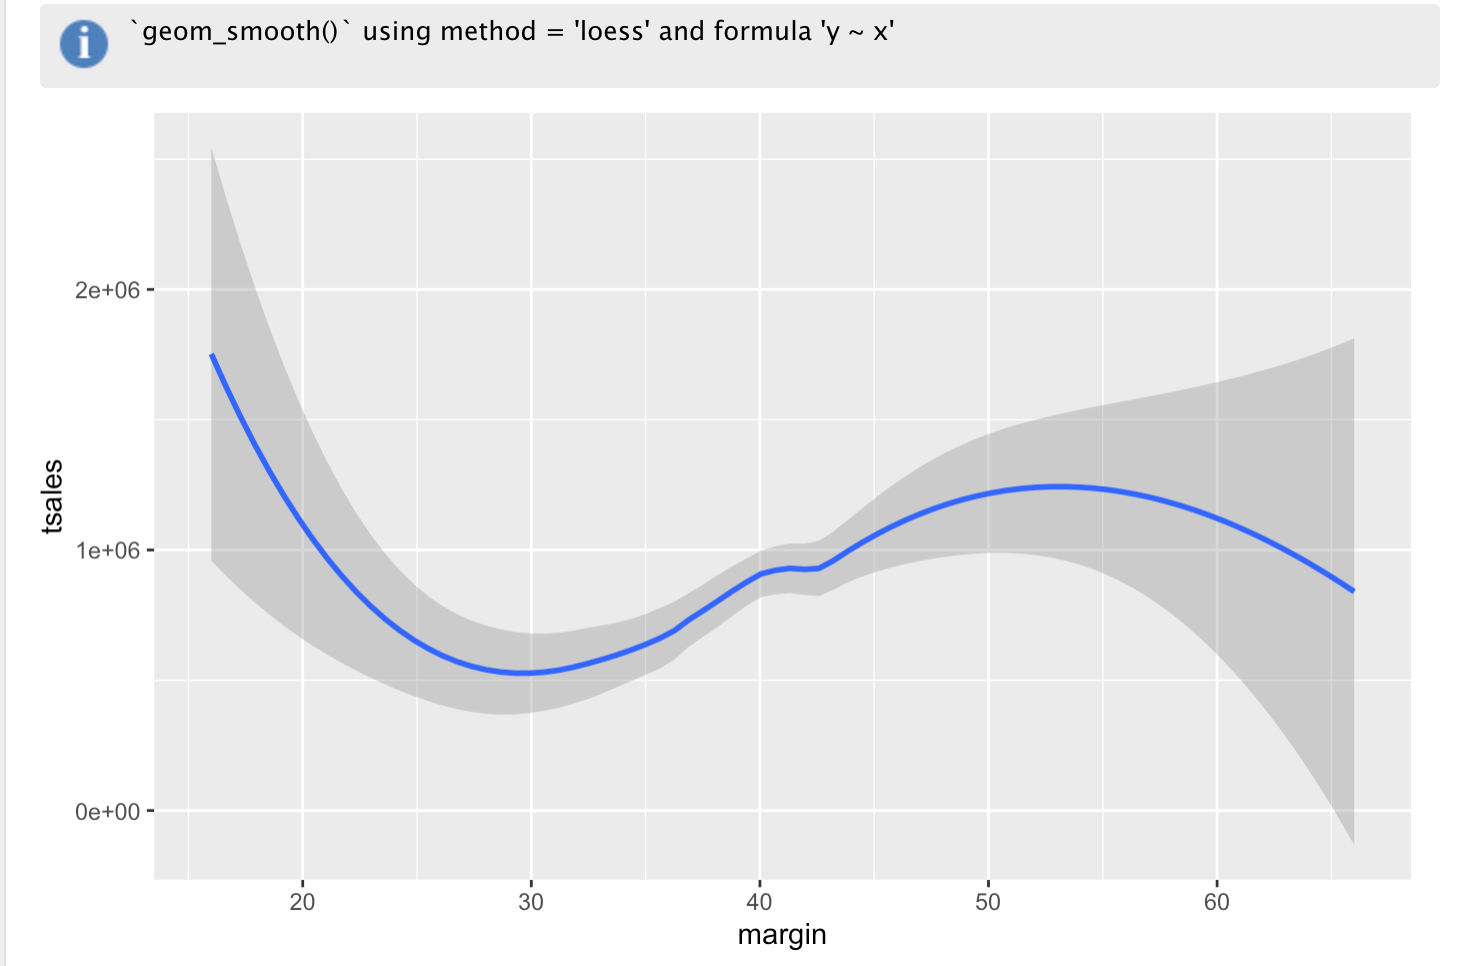 `geom_smooth()` using method = 'loess' and formula 'y ~ x'
2e+06
1e+06
0e+00
tsales
20 30 40 50 60
margin